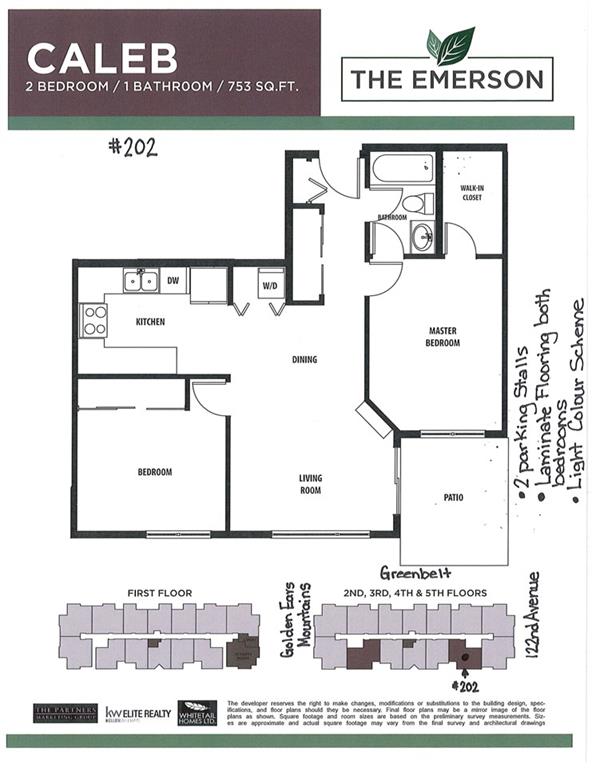 CALEB
2 BEDROOM / 1 BATHROOM / 753 SQ.FT.
THE EMERSON
#202
WALK-IN
CLOSET
BATHROOM
DW
W/D
KITCHEN
MASTER
BEDROOM
DINING
BEDROOM
LIVING
ROOM
PATIO
• 2 parking Stalls
• Laminate Flooring both
bedrooms
• Light Colour Scheme
Greenbelt
FIRST FLOOR
Golden Ears
Mountains
2ND, 3RD, 4TH & 5TH FLOORS
122nd Avenue
#202
THE PARTNERS
MARKETING GROUP
kw ELITE REALTY
KELLERWILLIAMS
WHITETAIL
HOMES LTD.
The developer reserves the right to make changes, modifications or substitutions to the building design, spec-
ifications, and floor plans should they be necessary. Final floor plans may be a mirror image of the floor
plans as shown. Square footage and room sizes are based on the preliminary survey measurements. Siz-
es are approximate and actual square footage may vary from the final survey and architectural drawings